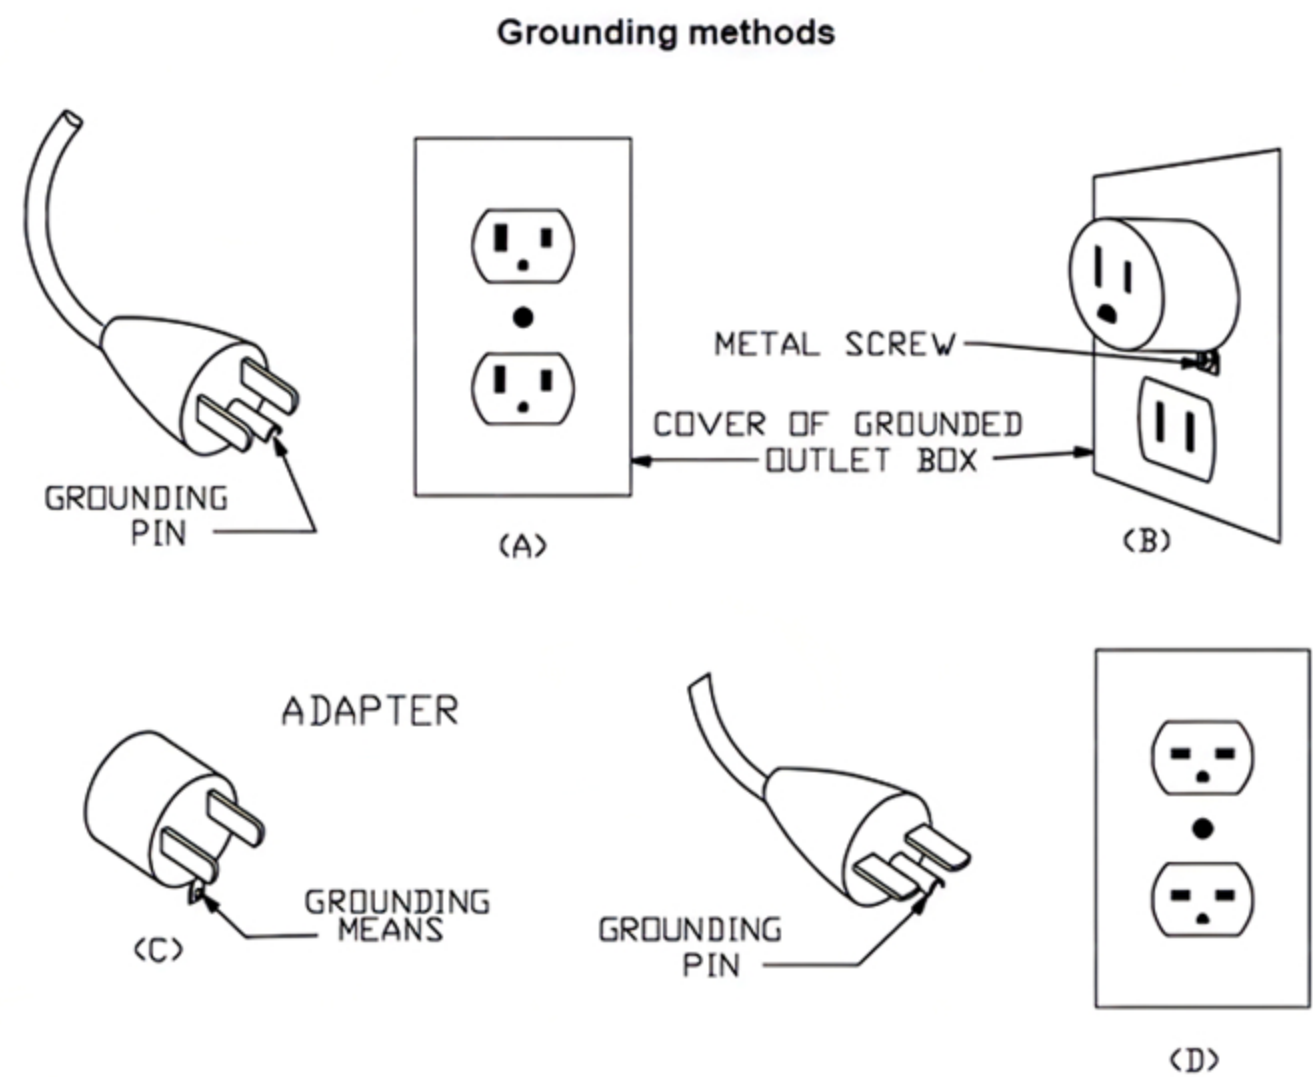 Grounding methods
METAL SCREW
COVER OF GROUNDED
OUTLET BOX
GROUNDING
PIN
(A)
(B)
ADAPTER
GROUNDING
MEANS
(C)
GROUNDING
PIN
(D)